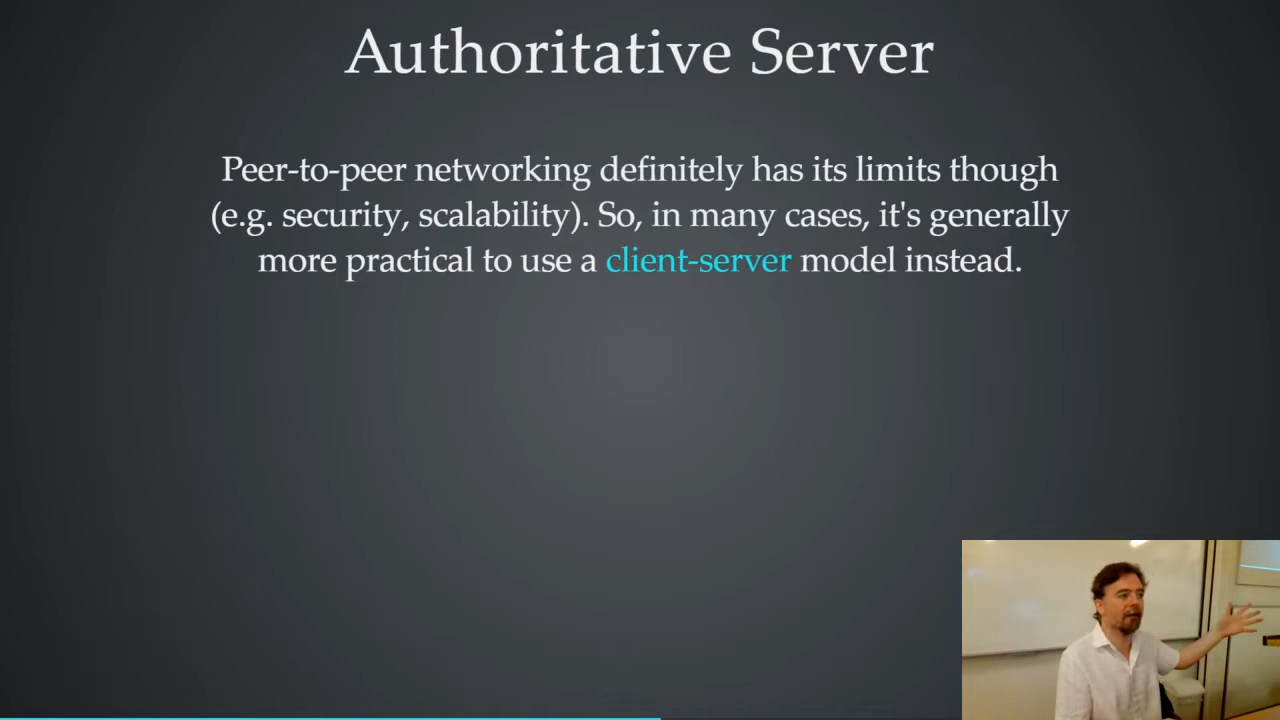 Authoritative Server
Peer-to-peer networking definitely has its limits though
(e.g. security, scalability). So, in many cases, it's generally
more practical to use a client-server model instead.